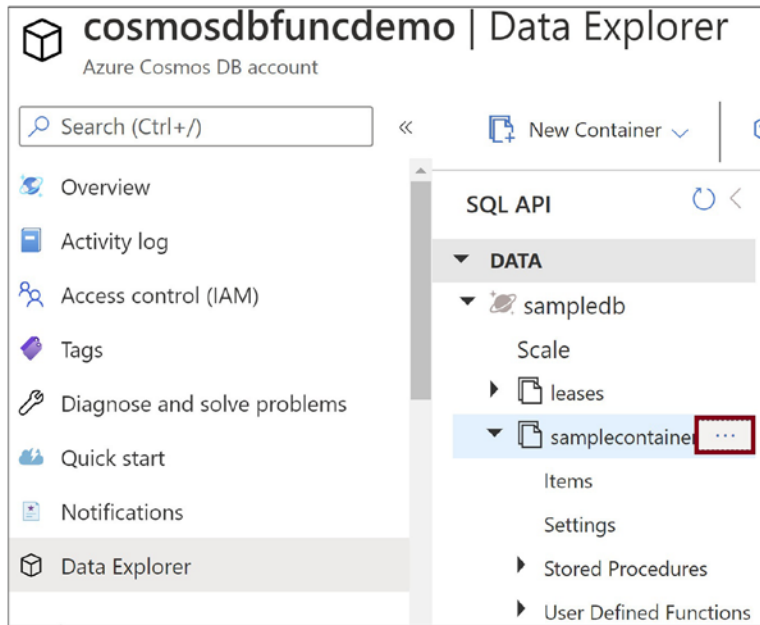 cosmosdbfuncdemo | Data Explorer
Azure Cosmos DB account
Search (Ctrl+/)
«
New Container
Overview
Activity log
Access control (IAM)
Tags
Diagnose and solve problems
Quick start
Notifications
Data Explorer
SQL API
DATA
sampledb
Scale
leases
samplecontainer ...
Items
Settings
Stored Procedures
User Defined Functions